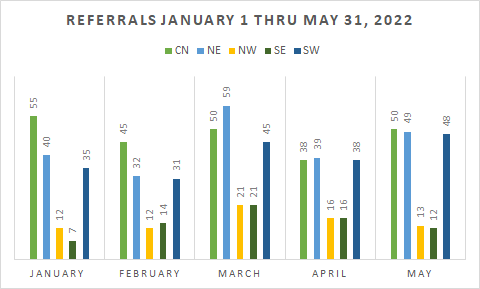 REFERRALS JANUARY 1 THRU MAY 31, 2022
CN NE NW SE SW
55 40 12 7 35
45 32 12 14 31
50 59 21 21 45
38 39 16 16 38
50 49 13 12 48
JANUARY FEBRUARY MARCH APRIL MAY